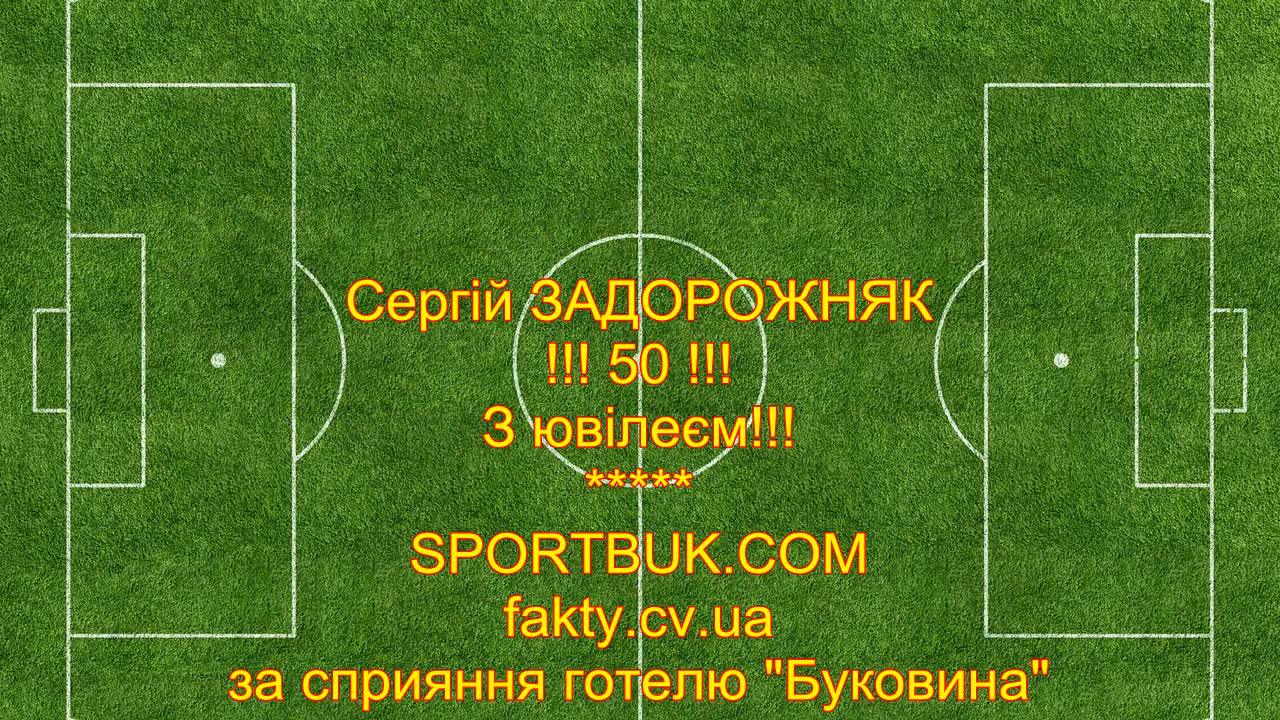 Сергій ЗАДОРОЖНЯК
!!! 50 !!!
З ювілеєм!!!
*****
SPORTBUK.COM
fakty.cv.ua
за сприяння готелю "Буковина"